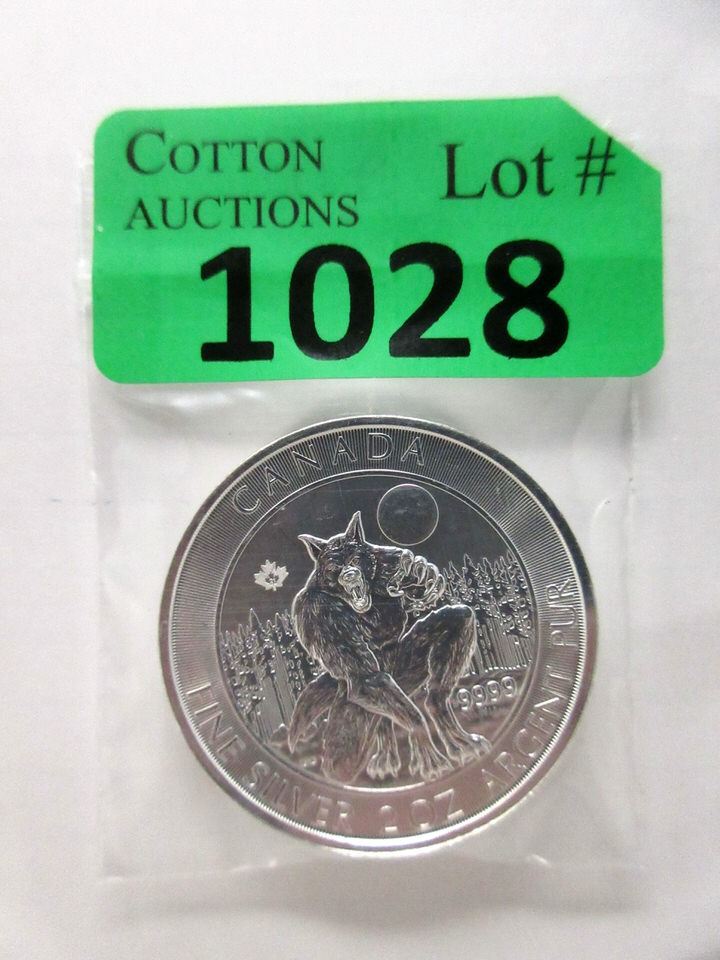 COTTON
AUCTIONS
Lot #
1028
CANADA
9999
FINE SILVER 2 OZ ARGENT PUR